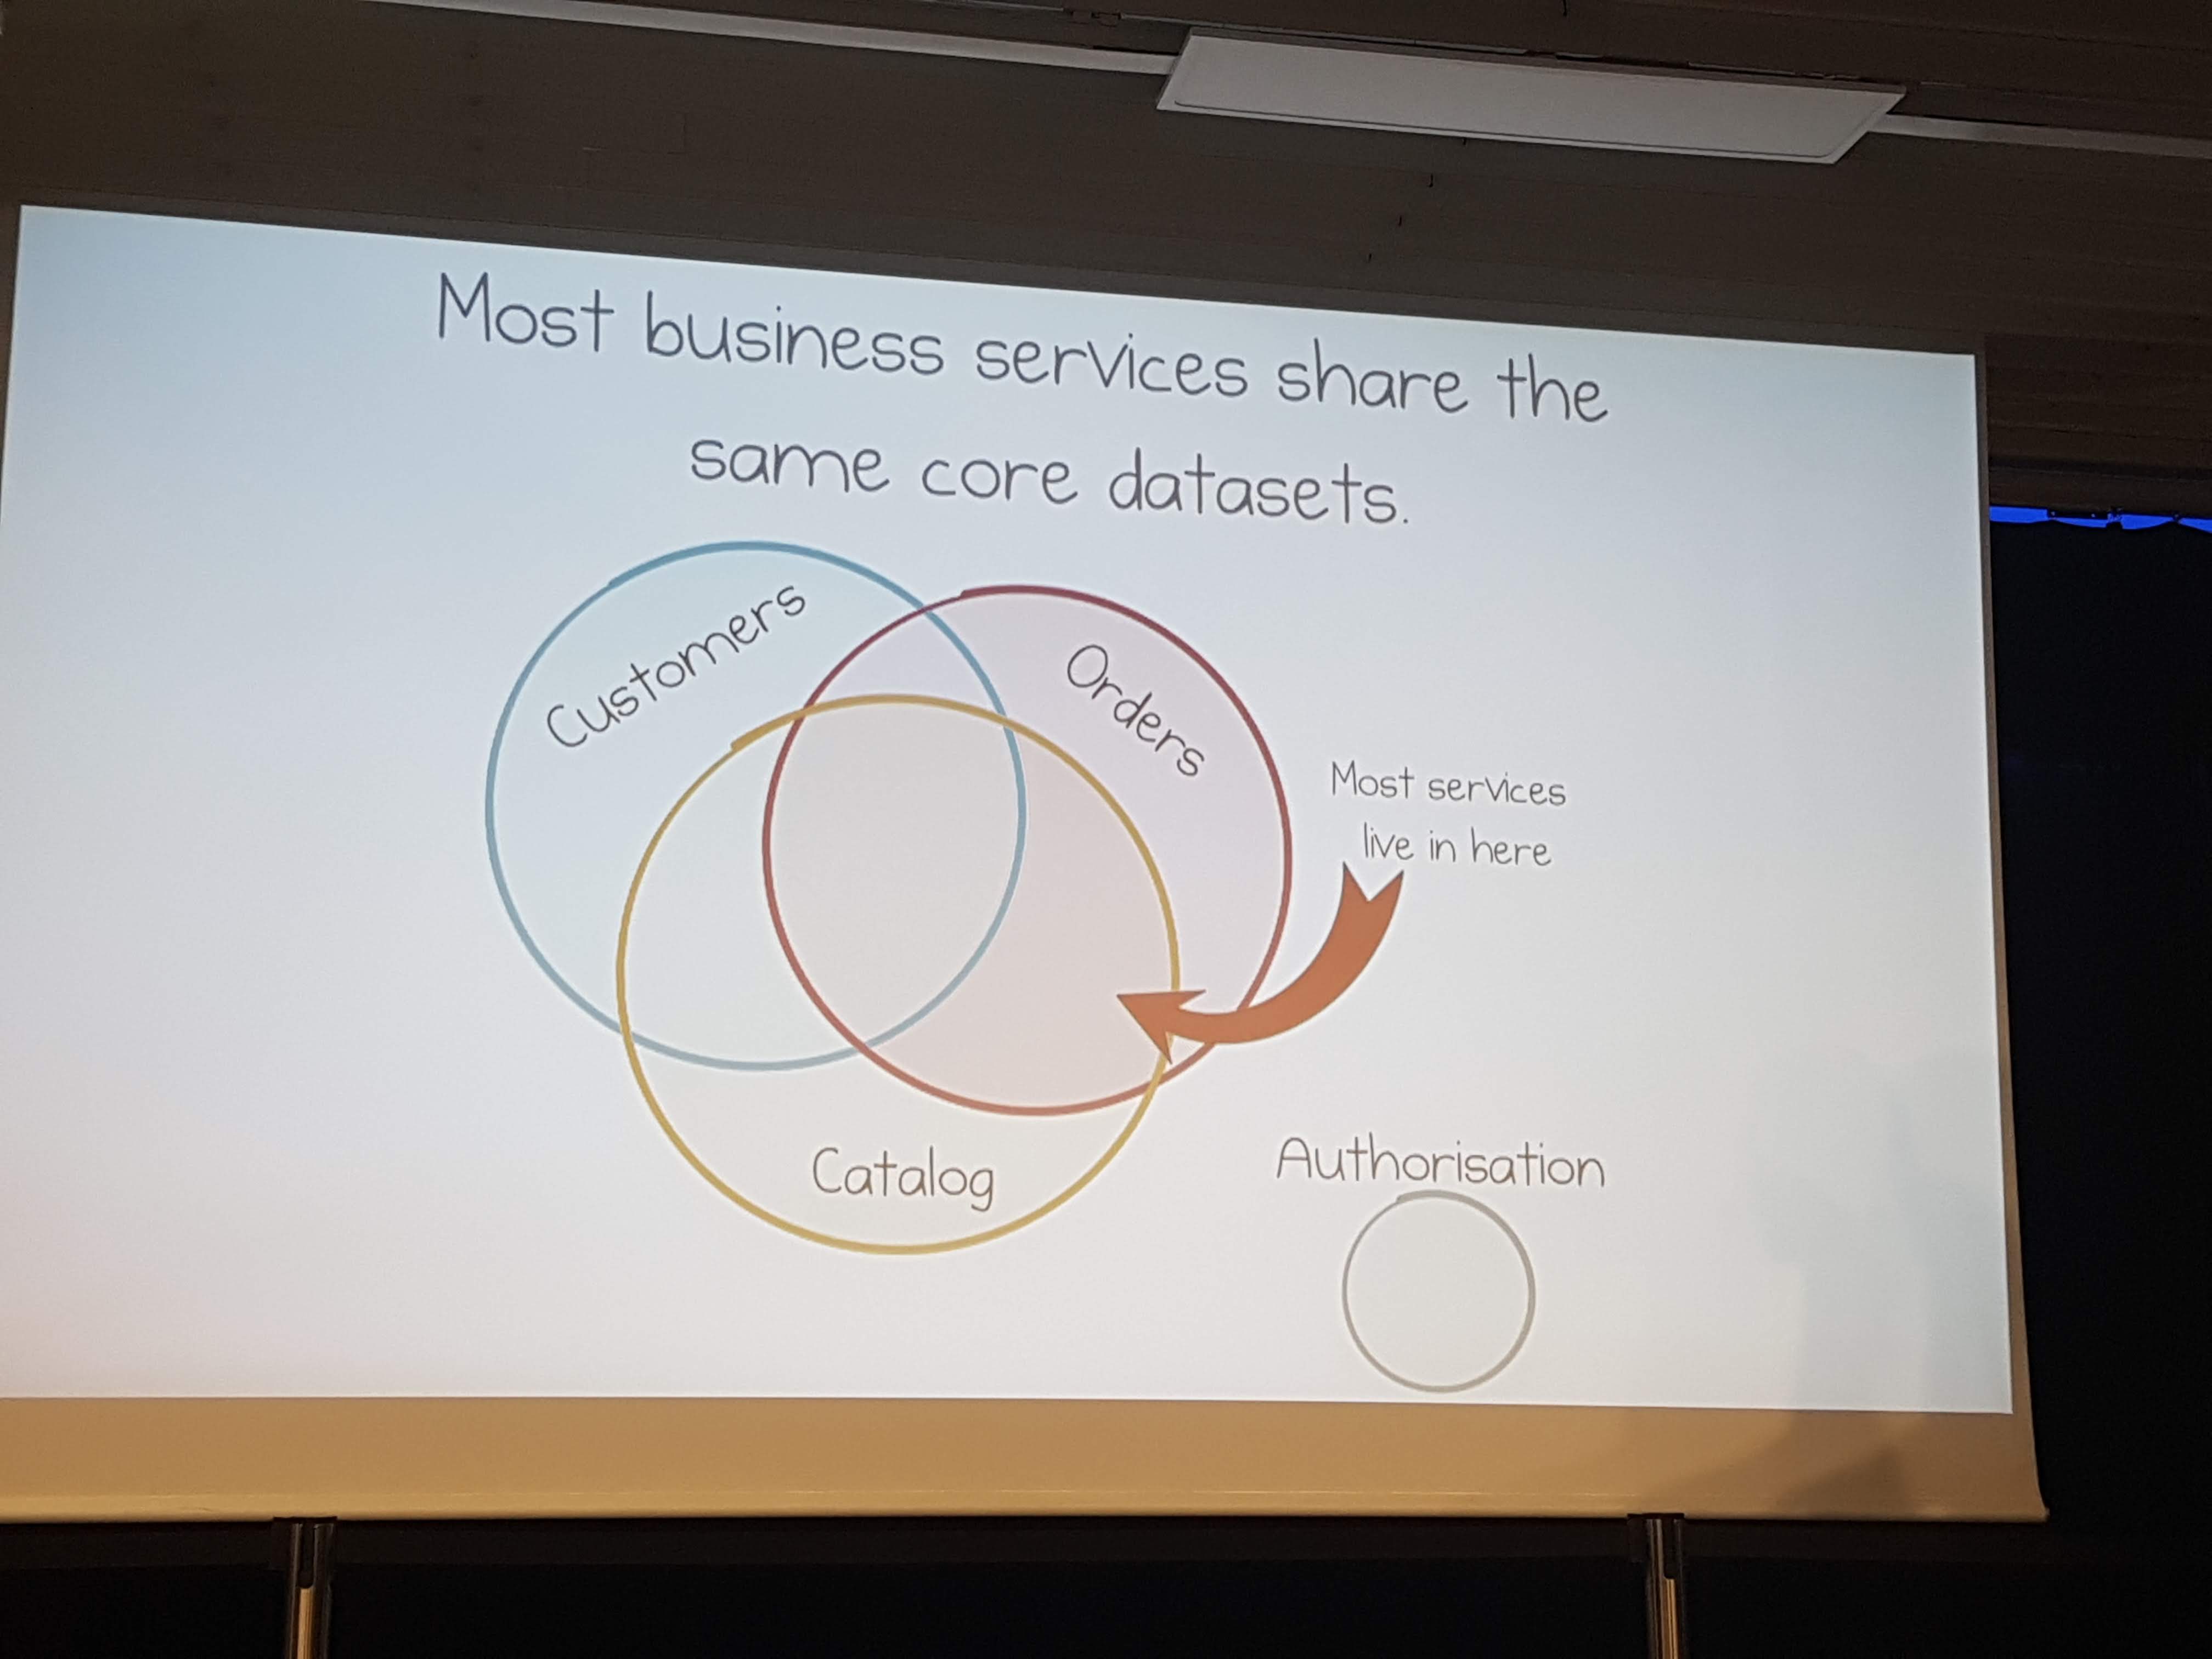 Most business services share the
same core datasets.
Customers
Orders
Most services
live in here
Catalog
Authorisation